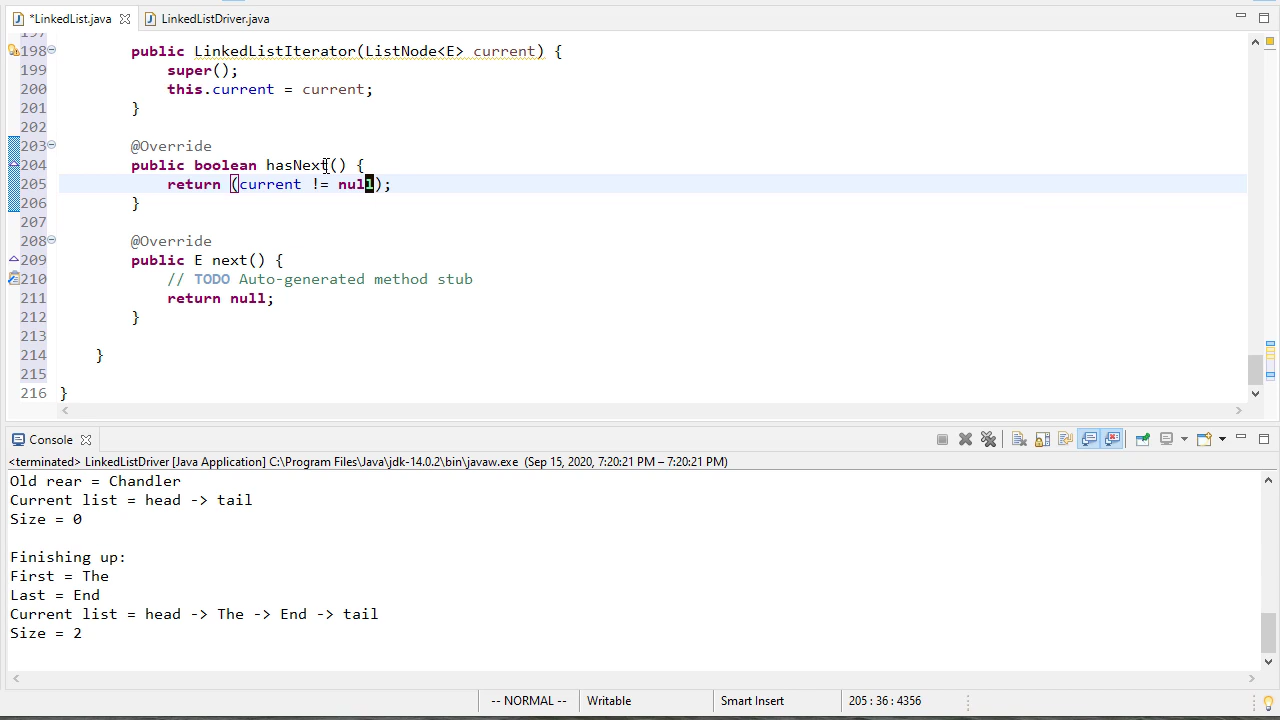 *LinkedList.java LinkedListDriver.java
197
198 public LinkedListIterator(ListNode<E> current) {
199 super();
200 this.current = current;
201 }
202
203 @Override
204 public boolean hasNext() {
205 return (current != null);
206 }
207
208 @Override
209 public E next() {
210 // TODO Auto-generated method stub
211 return null;
212 }
213
214 }
215
216 }
Console
<terminated> LinkedListDriver [Java Application] C:\Program Files\Java\jdk-14.0.2\bin\javaw.exe (Sep 15, 2020, 7:20:21 PM – 7:20:21 PM)
Old rear = Chandler
Current list = head -> tail
Size = 0
Finishing up:
First = The
Last = End
Current list = head -> The -> End -> tail
Size = 2
-- NORMAL -- Writable Smart Insert 205 : 36 : 4356